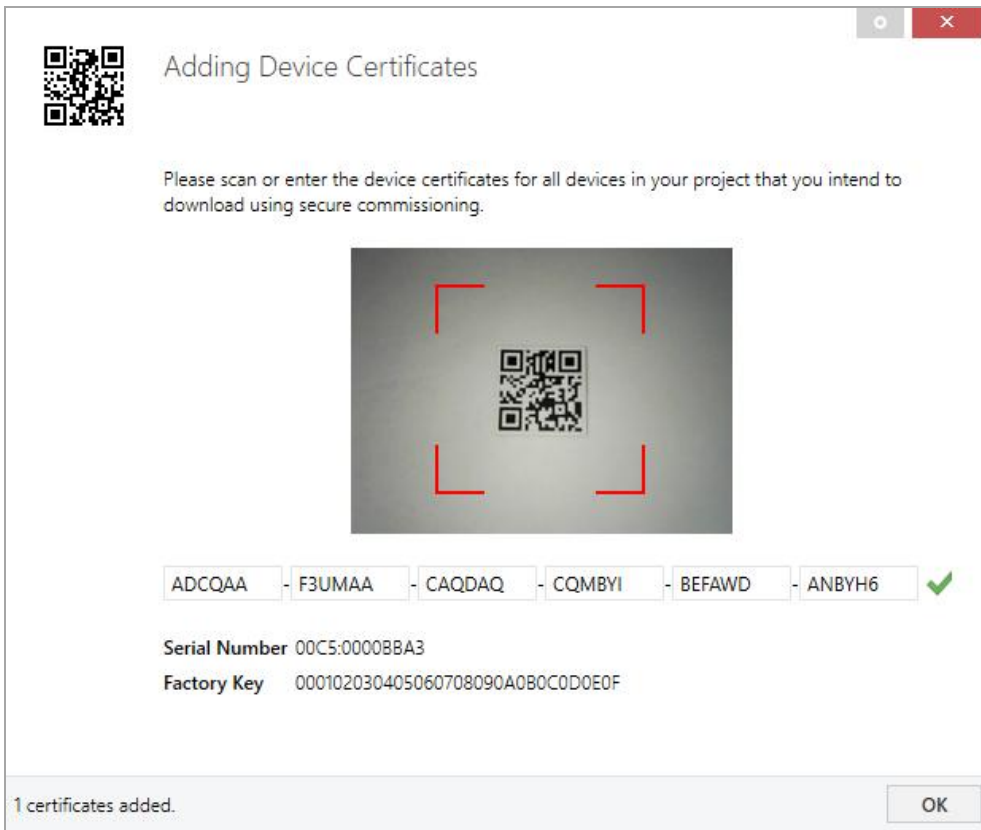 Adding Device Certificates
Please scan or enter the device certificates for all devices in your project that you intend to
download using secure commissioning.
ADCQAA - F3UMAA - CAQDAQ - CQMBYI - BEFAWD - ANBYH6
Serial Number 00C5:0000BBA3
Factory Key 000102030405060708090A0B0C0D0E0F
1 certificates added.
OK